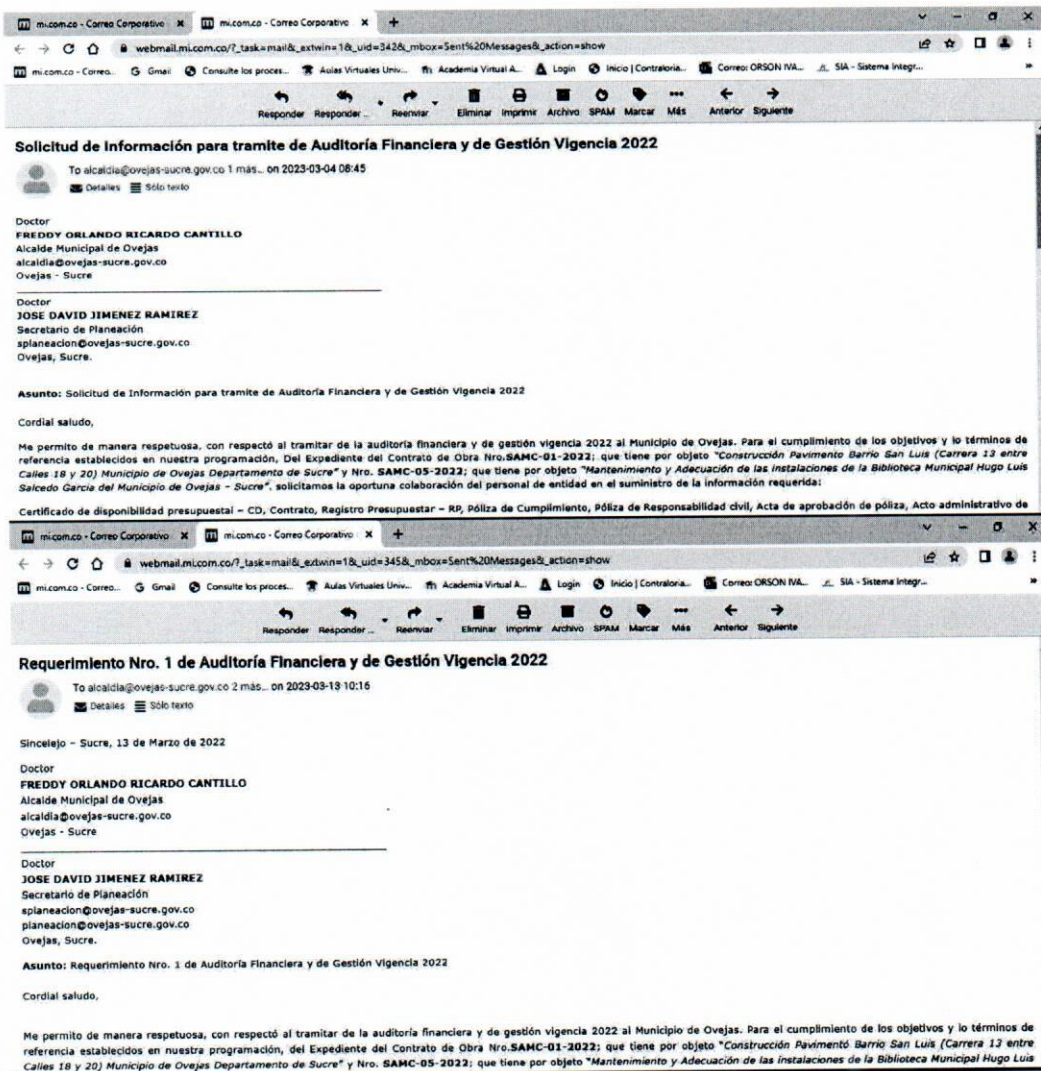 mi.com.co - Correo Corporativo × mi.com.co - Correo Corporativo × +
webmail.mi.com.co/?_task=mail&_extwin=1&_uid=342&_mbox=Sent%20Messages&_action=show
mi.com.co - Correo... Gmail Consulte los proces... Aulas Virtuales Univ... Academia Virtual A... Login Inicio | Contraloria... Correo: ORSON IVA... SIA - Sistema Integr... »
Responder Responder ... Reenviar Eliminar Imprimir Archivo SPAM Marcar Más Anterior Siguiente
Solicitud de Información para tramite de Auditoría Financiera y de Gestión Vigencia 2022
To alcaldia@ovejas-sucre.gov.co 1 más... on 2023-03-04 08:45
Detalles Sólo texto
Doctor
FREDDY ORLANDO RICARDO CANTILLO
Alcalde Municipal de Ovejas
alcaldia@ovejas-sucre.gov.co
Ovejas - Sucre
Doctor
JOSE DAVID JIMENEZ RAMIREZ
Secretario de Planeación
splaneacion@ovejas-sucre.gov.co
Ovejas, Sucre.
Asunto: Solicitud de Información para tramite de Auditoría Financiera y de Gestión Vigencia 2022
Cordial saludo,
Me permito de manera respetuosa, con respectó al tramitar de la auditoría financiera y de gestión vigencia 2022 al Municipio de Ovejas. Para el cumplimiento de los objetivos y lo términos de
referencia establecidos en nuestra programación, Del Expediente del Contrato de Obra Nro.SAMC-01-2022; que tiene por objeto "Construcción Pavimento Barrio San Luis (Carrera 13 entre
Calles 18 y 20) Municipio de Ovejas Departamento de Sucre" y Nro. SAMC-05-2022; que tiene por objeto "Mantenimiento y Adecuación de las instalaciones de la Biblioteca Municipal Hugo Luis
Salcedo Garcia del Municipio de Ovejas – Sucre", solicitamos la oportuna colaboración del personal de entidad en el suministro de la información requerida:
Certificado de disponibilidad presupuestal – CD, Contrato, Registro Presupuestar – RP, Póliza de Cumplimiento, Póliza de Responsabilidad civil, Acta de aprobación de póliza, Acto administrativo de
mi.com.co - Correo Corporativo × mi.com.co - Correo Corporativo × +
webmail.mi.com.co/?_task=mail&_extwin=1&_uid=345&_mbox=Sent%20Messages&_action=show
mi.com.co - Correo... Gmail Consulte los proces... Aulas Virtuales Univ... Academia Virtual A... Login Inicio | Contraloria... Correo: ORSON IVA... SIA - Sistema Integr... »
Responder Responder ... Reenviar Eliminar Imprimir Archivo SPAM Marcar Más Anterior Siguiente
Requerimiento Nro. 1 de Auditoría Financiera y de Gestión Vigencia 2022
To alcaldia@ovejas-sucre.gov.co 2 más... on 2023-03-13 10:16
Detalles Sólo texto
Sincelejo – Sucre, 13 de Marzo de 2022
Doctor
FREDDY ORLANDO RICARDO CANTILLO
Alcalde Municipal de Ovejas
alcaldia@ovejas-sucre.gov.co
Ovejas - Sucre
Doctor
JOSE DAVID JIMENEZ RAMIREZ
Secretario de Planeación
splaneacion@ovejas-sucre.gov.co
planeacion@ovejas-sucre.gov.co
Ovejas, Sucre.
Asunto: Requerimiento Nro. 1 de Auditoría Financiera y de Gestión Vigencia 2022
Cordial saludo,
Me permito de manera respetuosa, con respectó al tramitar de la auditoría financiera y de gestión vigencia 2022 al Municipio de Ovejas. Para el cumplimiento de los objetivos y lo términos de
referencia establecidos en nuestra programación, del Expediente del Contrato de Obra Nro.SAMC-01-2022; que tiene por objeto "Construcción Pavimentó Barrio San Luis (Carrera 13 entre
Calles 18 y 20) Municipio de Ovejas Departamento de Sucre" y Nro. SAMC-05-2022; que tiene por objeto "Mantenimiento y Adecuación de las instalaciones de la Biblioteca Municipal Hugo Luis